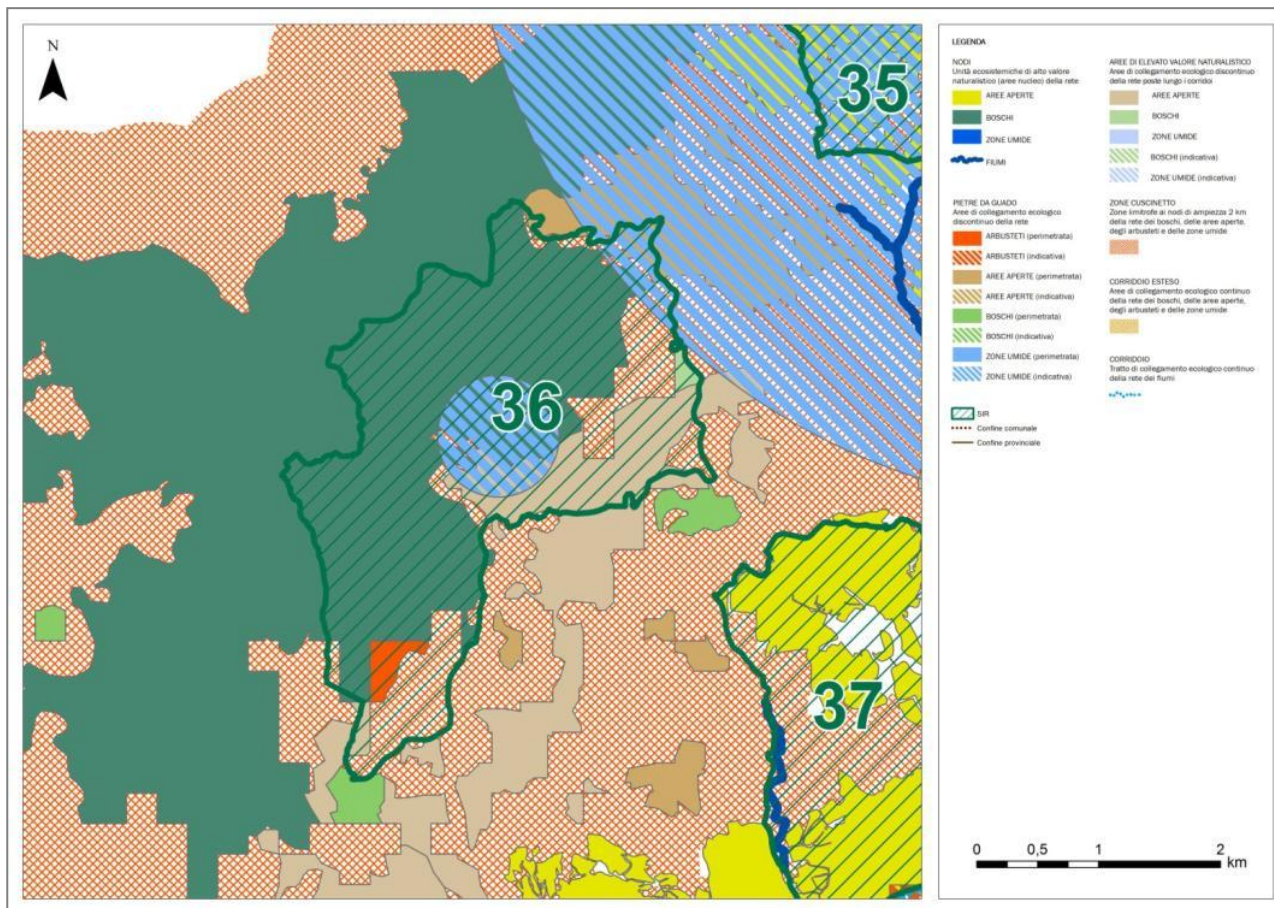 N
35
36
37
LEGENDA
NODI
Unità ecosistemiche di alto valore
naturalistico (aree nucleo) della rete
AREE APERTE
BOSCHI
ZONE UMIDE
FIUMI
PIETRE DA GUADO
Aree di collegamento ecologico
discontinuo della rete
ARBUSTETI (perimetrata)
ARBUSTETI (indicativa)
AREE APERTE (perimetrata)
AREE APERTE (indicativa)
BOSCHI (perimetrata)
BOSCHI (indicativa)
ZONE UMIDE (perimetrata)
ZONE UMIDE (indicativa)
SIR
Confine comunale
Confine provinciale
AREE DI ELEVATO VALORE NATURALISTICO
Aree di collegamento ecologico discontinuo
della rete poste lungo i corridoi
AREE APERTE
BOSCHI
ZONE UMIDE
BOSCHI (indicativa)
ZONE UMIDE (indicativa)
ZONE CUSCINETTO
Zone limitrofe ai nodi di ampiezza 2 km
della rete dei boschi, delle aree aperte,
degli arbusteti e delle zone umide
CORRIDOIO ESTESO
Aree di collegamento ecologico continuo
della rete dei boschi, delle aree aperte,
degli arbusteti e delle zone umide
CORRIDOIO
Tratto di collegamento ecologico continuo
della rete dei fiumi
0 0,5 1 2
km